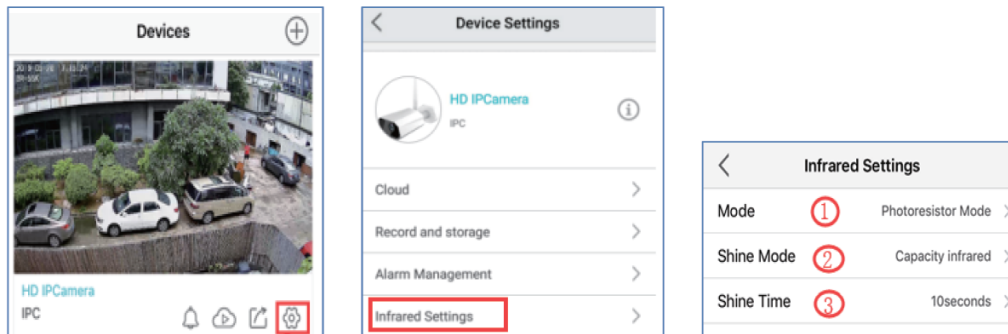 Devices
HD IPCamera
IPC
Device Settings
HD IPCamera
IPC
Cloud
Record and storage
Alarm Management
Infrared Settings
Infrared Settings
Mode 1 Photoresistor Mode
Shine Mode 2 Capacity infrared
Shine Time 3 10seconds